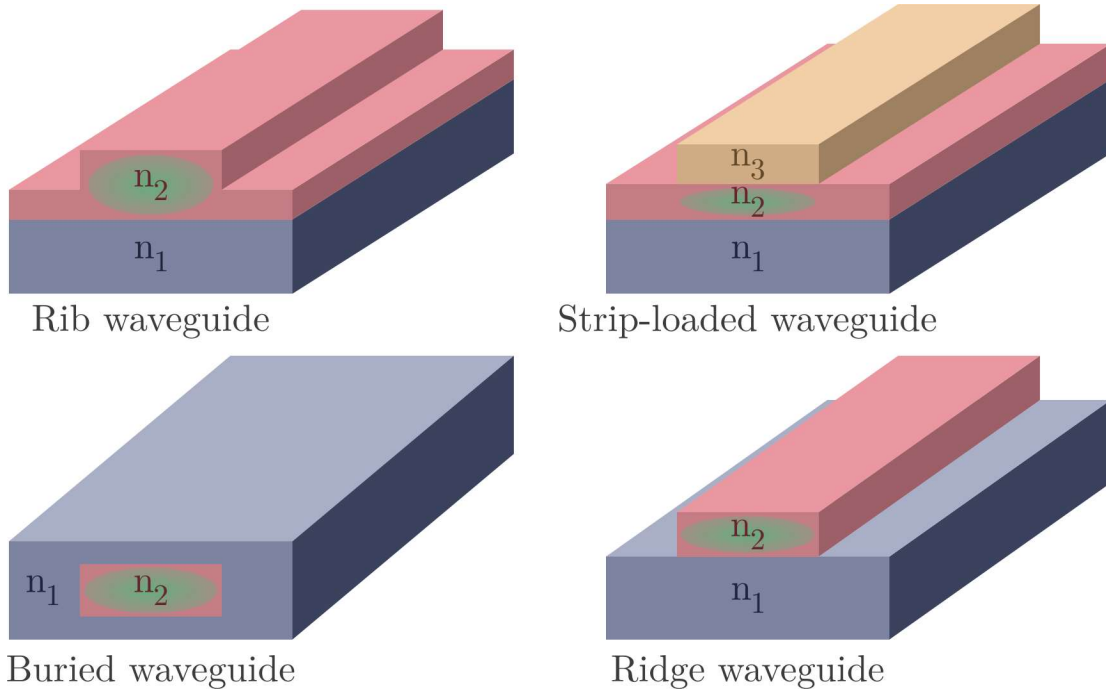 n₂
n₁
Rib waveguide
n₃
n₂
n₁
Strip-loaded waveguide
n₁ n₂
Buried waveguide
n₂
n₁
Ridge waveguide